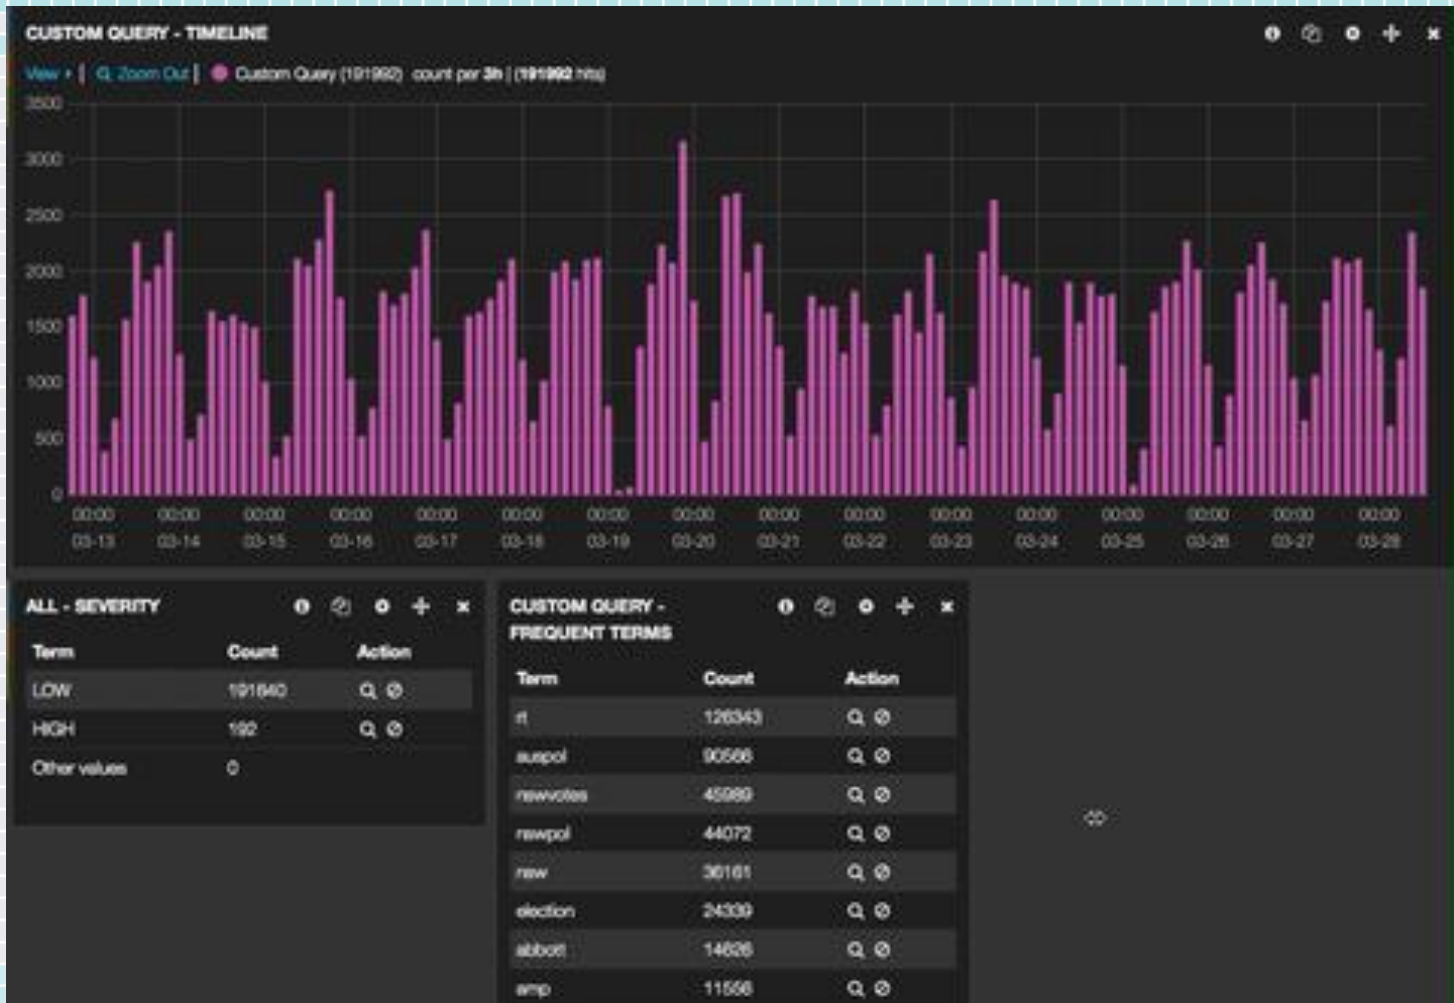 CUSTOM QUERY - TIMELINE
View | Zoom Out | Custom Query (191992) count per 3h | (191992 hits)
3500
3000
2500
2000
1500
1000
500
0
00:00 00:00 00:00 00:00 00:00 00:00 00:00 00:00 00:00 00:00 00:00 00:00 00:00 00:00 00:00 00:00
03-13 03-14 03-15 03-16 03-17 03-18 03-19 03-20 03-21 03-22 03-23 03-24 03-25 03-26 03-27 03-28
ALL - SEVERITY
Term Count Action
LOW 191840
HIGH 192
Other values 0
CUSTOM QUERY -
FREQUENT TERMS
Term Count Action
rt 126343
auspol 90566
nswvotes 45989
nswpol 44072
nsw 36161
election 24339
abbott 14626
amp 11556